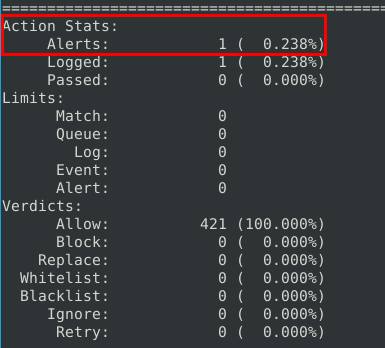 ===========================================
Action Stats:
Alerts: 1 ( 0.238%)
Logged: 1 ( 0.238%)
Passed: 0 ( 0.000%)
Limits:
Match: 0
Queue: 0
Log: 0
Event: 0
Alert: 0
Verdicts:
Allow: 421 (100.000%)
Block: 0 ( 0.000%)
Replace: 0 ( 0.000%)
Whitelist: 0 ( 0.000%)
Blacklist: 0 ( 0.000%)
Ignore: 0 ( 0.000%)
Retry: 0 ( 0.000%)